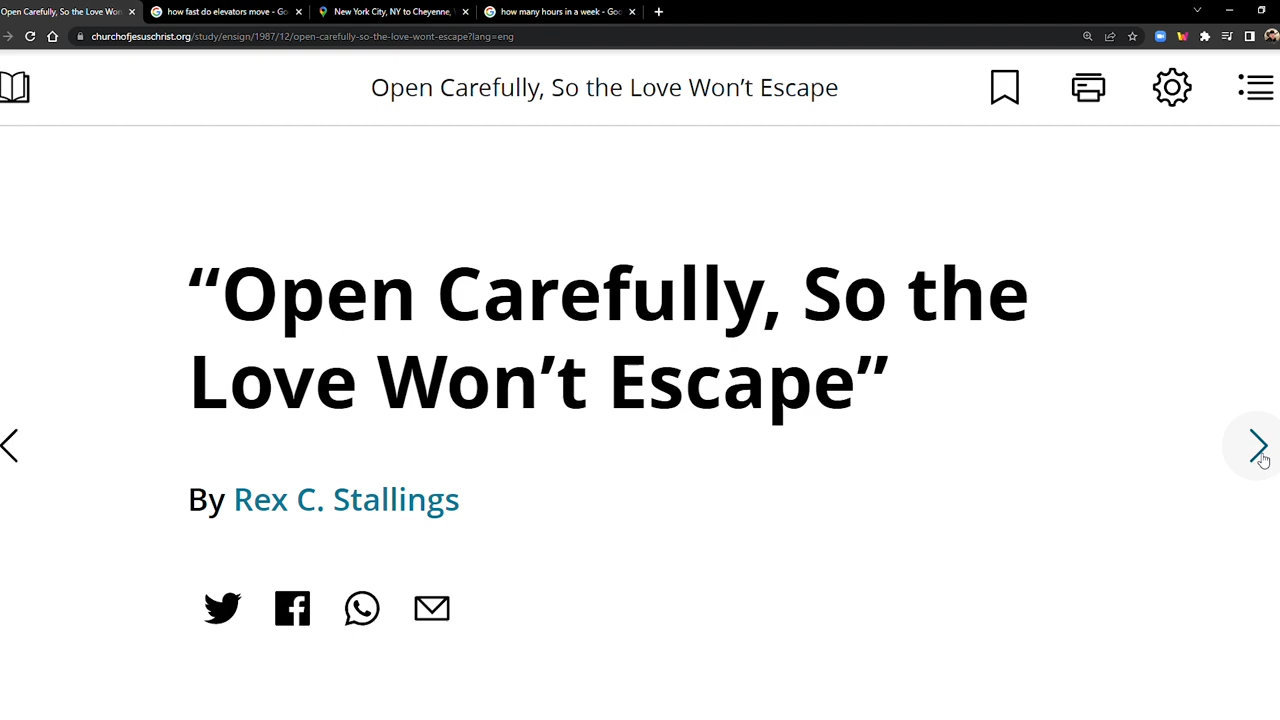 Open Carefully, So the Love Won
how fast do elevators move - Go
New York City, NY to Cheyenne,
how many hours in a week - Goo
churchofjesuschrist.org/study/ensign/1987/12/open-carefully-so-the-love-wont-escape?lang=eng
Open Carefully, So the Love Won’t Escape
“Open Carefully, So the
Love Won’t Escape”
By Rex C. Stallings